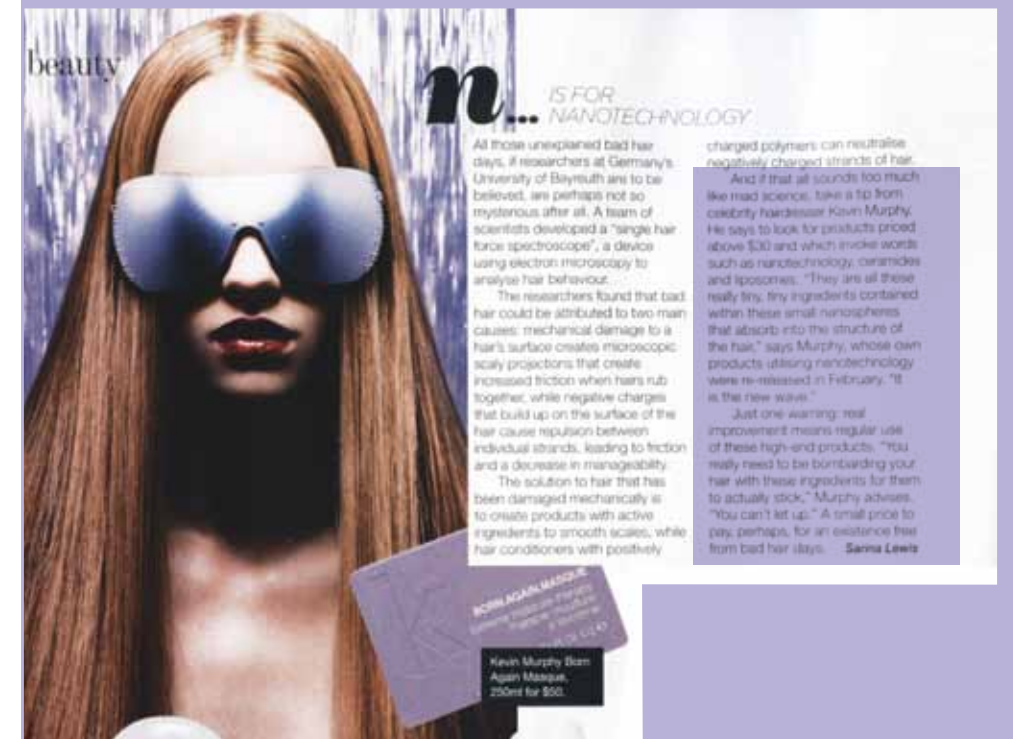 beauty
n...
IS FOR
NANOTECHNOLOGY
All those unexplained bad hair
days, if researchers at Germany's
University of Bayreuth are to be
believed, are perhaps not so
mysterious after all. A team of
scientists developed a "single hair
force spectroscope", a device
using electron microscopy to
analyse hair behaviour.
The researchers found that bad
hair could be attributed to two main
causes: mechanical damage to a
hair's surface creates microscopic
scaly projections that create
increased friction when hairs rub
together, while negative charges
that build up on the surface of the
hair cause repulsion between
individual strands, leading to friction
and a decrease in manageability.
The solution to hair that has
been damaged mechanically is
to create products with active
ingredients to smooth scales, while
hair conditioners with positively
charged polymers can neutralise
negatively charged strands of hair.
And if that all sounds too much
like mad science, take a tip from
celebrity hairdresser Kevin Murphy.
He says to look for products priced
above $30 and which invoke words
such as nanotechnology, ceramides
and liposomes. "They are all these
really tiny, tiny ingredients contained
within these small nanospheres
that absorb into the structure of
the hair," says Murphy, whose own
products utilising nanotechnology
were re-released in February. "It
is the new wave."
Just one warning: real
improvement means regular use
of these high-end products. "You
really need to be bombarding your
hair with these ingredients for them
to actually stick," Murphy advises.
"You can't let up." A small price to
pay, perhaps, for an existence free
from bad hair days. Sarina Lewis
K
BORN.AGAIN.MASQUE
Kevin Murphy Born
Again Masque,
250ml for $50.